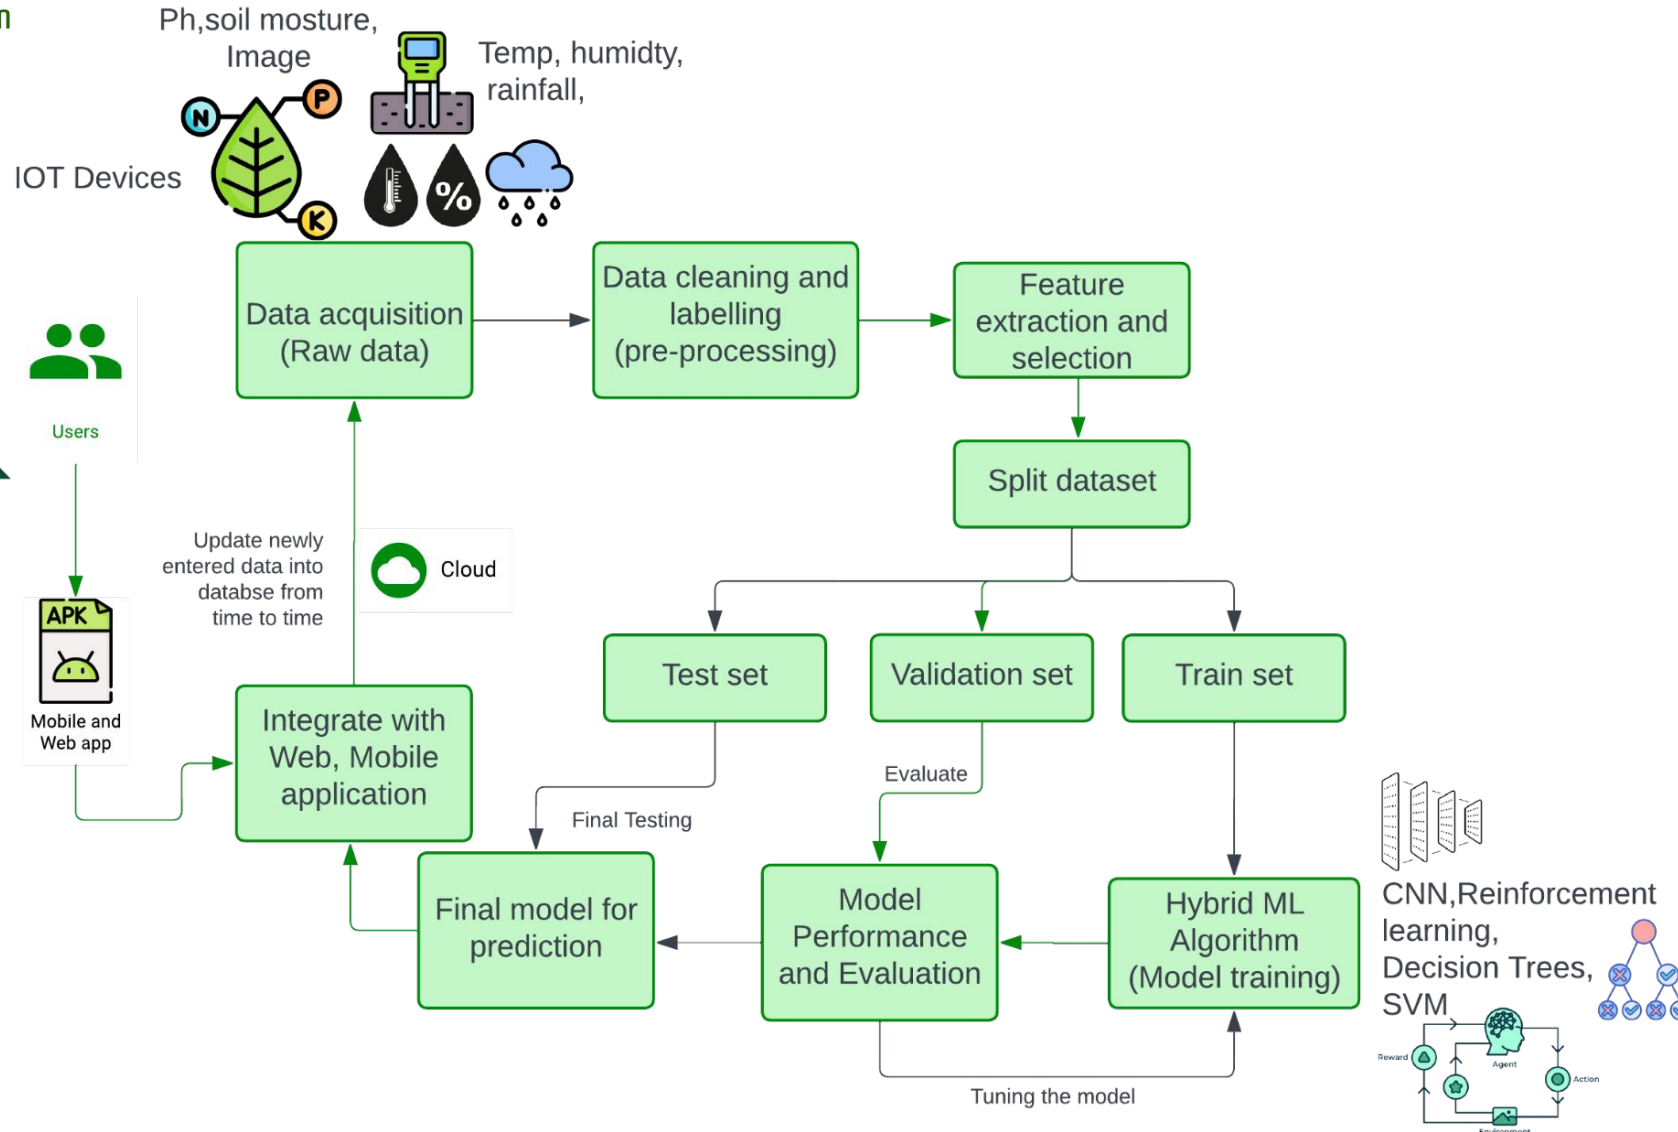 Ph,soil mosture,
Image
Temp, humidty,
rainfall,
N
P
K
%
IOT Devices
Data acquisition
(Raw data)
Data cleaning and
labelling
(pre-processing)
Feature
extraction and
selection
Users
Split dataset
Update newly
entered data into
databse from
time to time
Cloud
APK
Mobile and
Web app
Test set
Validation set
Train set
Integrate with
Web, Mobile
application
Evaluate
Final Testing
Final model for
prediction
Model
Performance
and Evaluation
Hybrid ML
Algorithm
(Model training)
CNN,Reinforcement
learning,
Decision Trees,
SVM
Tuning the model
Reward
Agent
Action
Environment